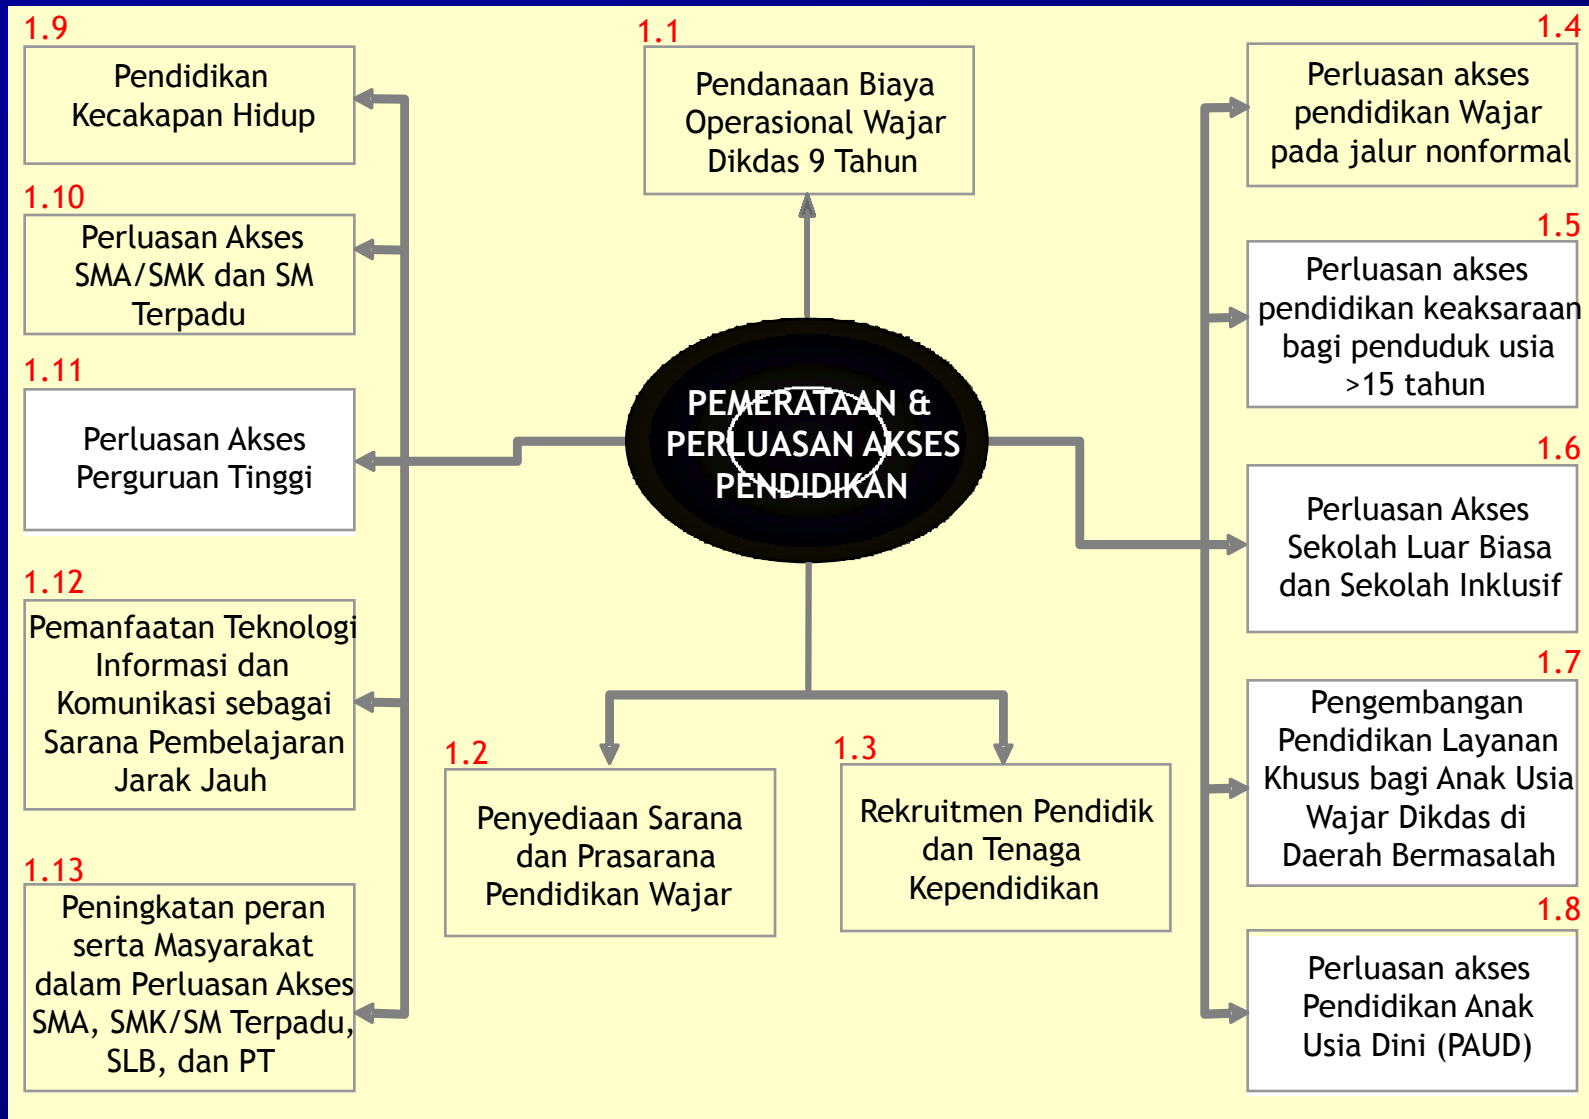 1.9
Pendidikan
Kecakapan Hidup
1.10
Perluasan Akses
SMA/SMK dan SM
Terpadu
1.11
Perluasan Akses
Perguruan Tinggi
1.12
Pemanfaatan Teknologi
Informasi dan
Komunikasi sebagai
Sarana Pembelajaran
Jarak Jauh
1.13
Peningkatan peran
serta Masyarakat
dalam Perluasan Akses
SMA, SMK/SM Terpadu,
SLB, dan PT
1.1
Pendanaan Biaya
Operasional Wajar
Dikdas 9 Tahun
PEMERATAAN &
PERLUASAN AKSES
PENDIDIKAN
1.2
Penyediaan Sarana
dan Prasarana
Pendidikan Wajar
1.3
Rekruitmen Pendidik
dan Tenaga
Kependidikan
1.4
Perluasan akses
pendidikan Wajar
pada jalur nonformal
1.5
Perluasan akses
pendidikan keaksaraan
bagi penduduk usia
>15 tahun
1.6
Perluasan Akses
Sekolah Luar Biasa
dan Sekolah Inklusif
1.7
Pengembangan
Pendidikan Layanan
Khusus bagi Anak Usia
Wajar Dikdas di
Daerah Bermasalah
1.8
Perluasan akses
Pendidikan Anak
Usia Dini (PAUD)